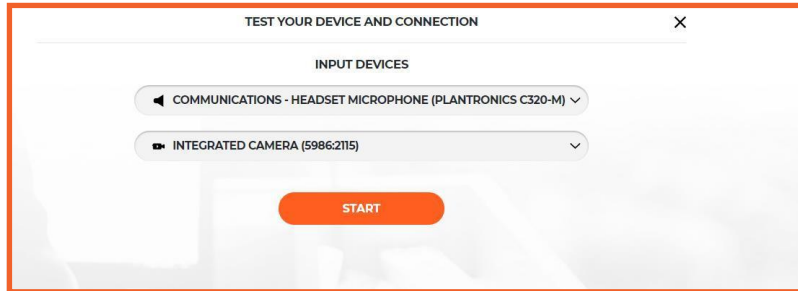 TEST YOUR DEVICE AND CONNECTION
INPUT DEVICES
COMMUNICATIONS - HEADSET MICROPHONE (PLANTRONICS C320-M)
INTEGRATED CAMERA (5986:2115)
START